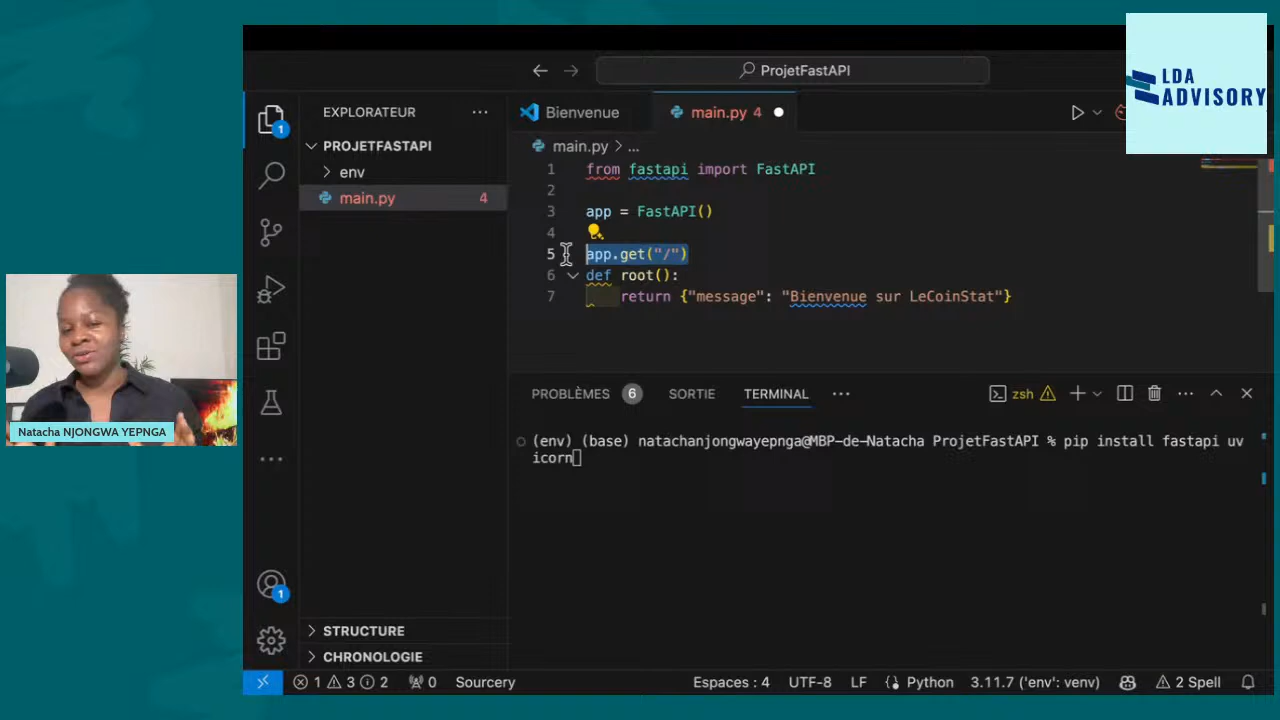 LDA
ADVISORY
ProjetFastAPI
EXPLORATEUR
Bienvenue
main.py 4
PROJETFASTAPI
env
main.py 4
main.py > ...
1 from fastapi import FastAPI
2
3 app = FastAPI()
4
5 app.get("/")
6 def root():
7 return {"message": "Bienvenue sur LeCoinStat"}
1
Natacha NJONGWA YEPNGA
PROBLÈMES 6 SORTIE TERMINAL
zsh
(env) (base) natachanjongwayepnga@MBP-de-Natacha ProjetFastAPI % pip install fastapi uv
icorn
1
STRUCTURE
CHRONOLOGIE
1 3 2 0 Sourcery
Espaces : 4 UTF-8 LF Python 3.11.7 ('env': venv) 2 Spell